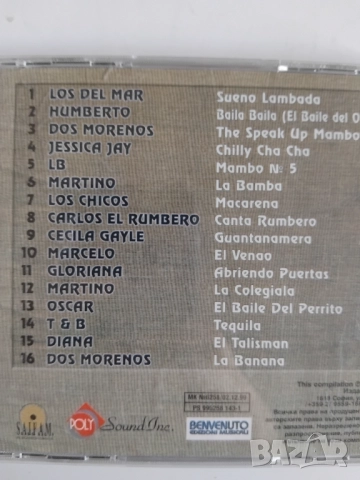 1 LOS DEL MAR Sueno Lambada
2 HUMBERTO Baila Baila (El Baile del O
3 DOS MORENOS The Speak Up Mambo
4 JESSICA JAY Chilly Cha Cha
5 LB Mambo № 5
6 MARTINO La Bamba
7 LOS CHICOS Macarena
8 CARLOS EL RUMBERO Canta Rumbero
9 CECILA GAYLE Guantanamera
10 MARCELO El Venao
11 GLORIANA Abriendo Puertas
12 MARTINO La Colegiala
13 OSCAR El Baile Del Perrito
14 T & B Tequila
15 DIANA El Talisman
16 DOS MORENOS La Banana
This compilation
SAIFAM
POLY Sound Inc.
BENVENUTO
EDIZIONI MUSICALI
bazar.bg